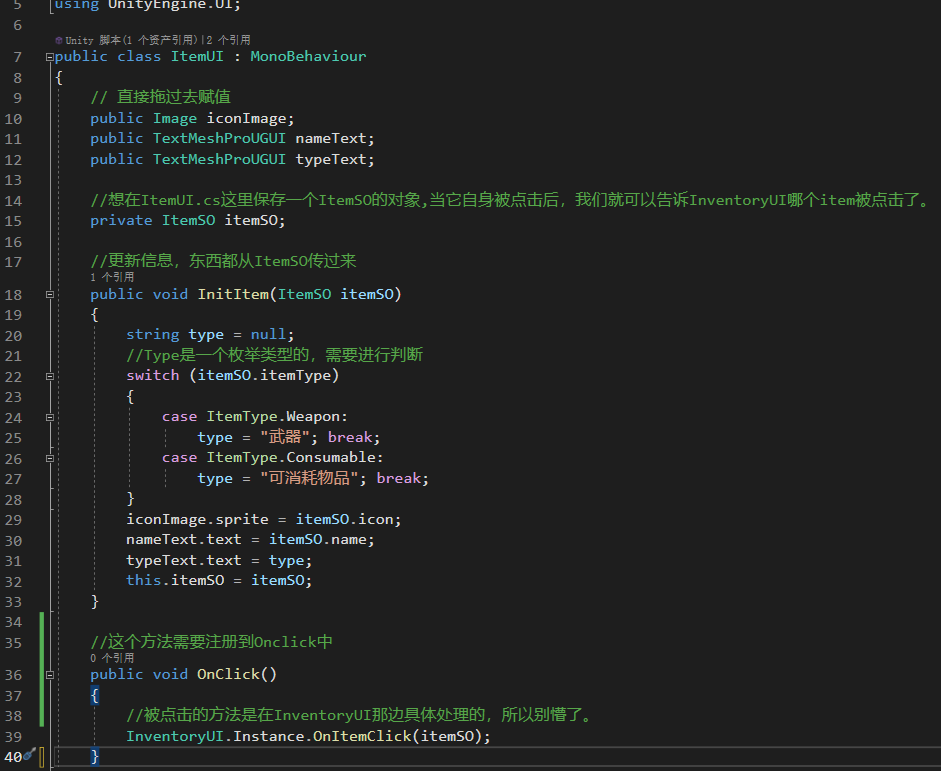 5 using UnityEngine.UI;
6
Unity 脚本(1 个资产引用)|2 个引用
7 public class ItemUI : MonoBehaviour
8 {
9 // 直接拖过去赋值
10 public Image iconImage;
11 public TextMeshProUGUI nameText;
12 public TextMeshProUGUI typeText;
13
14 //想在ItemUI.cs这里保存一个ItemSO的对象,当它自身被点击后，我们就可以告诉InventoryUI哪个item被点击了。
15 private ItemSO itemSO;
16
17 //更新信息，东西都从ItemSO传过来
1 个引用
18 public void InitItem(ItemSO itemSO)
19 {
20 string type = null;
21 //Type是一个枚举类型的，需要进行判断
22 switch (itemSO.itemType)
23 {
24 case ItemType.Weapon:
25 type = "武器"; break;
26 case ItemType.Consumable:
27 type = "可消耗物品"; break;
28 }
29 iconImage.sprite = itemSO.icon;
30 nameText.text = itemSO.name;
31 typeText.text = type;
32 this.itemSO = itemSO;
33 }
34
35 //这个方法需要注册到Onclick中
0 个引用
36 public void OnClick()
37 {
38 //被点击的方法是在InventoryUI那边具体处理的，所以别懵了。
39 InventoryUI.Instance.OnItemClick(itemSO);
40 }